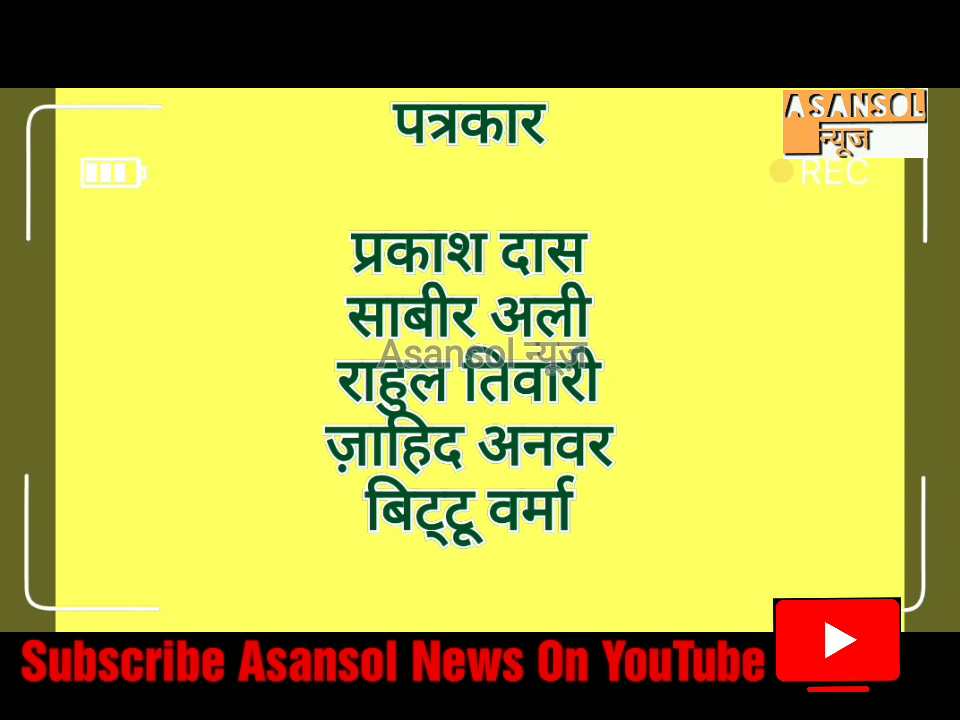 पत्रकार
ASANSOL
न्यूज
REC
प्रकाश दास
साबीर अली
Asansol न्यूज़
राहुल तिवारी
ज़ाहिद अनवर
बिट्टू वर्मा
Subscribe Asansol News On YouTube